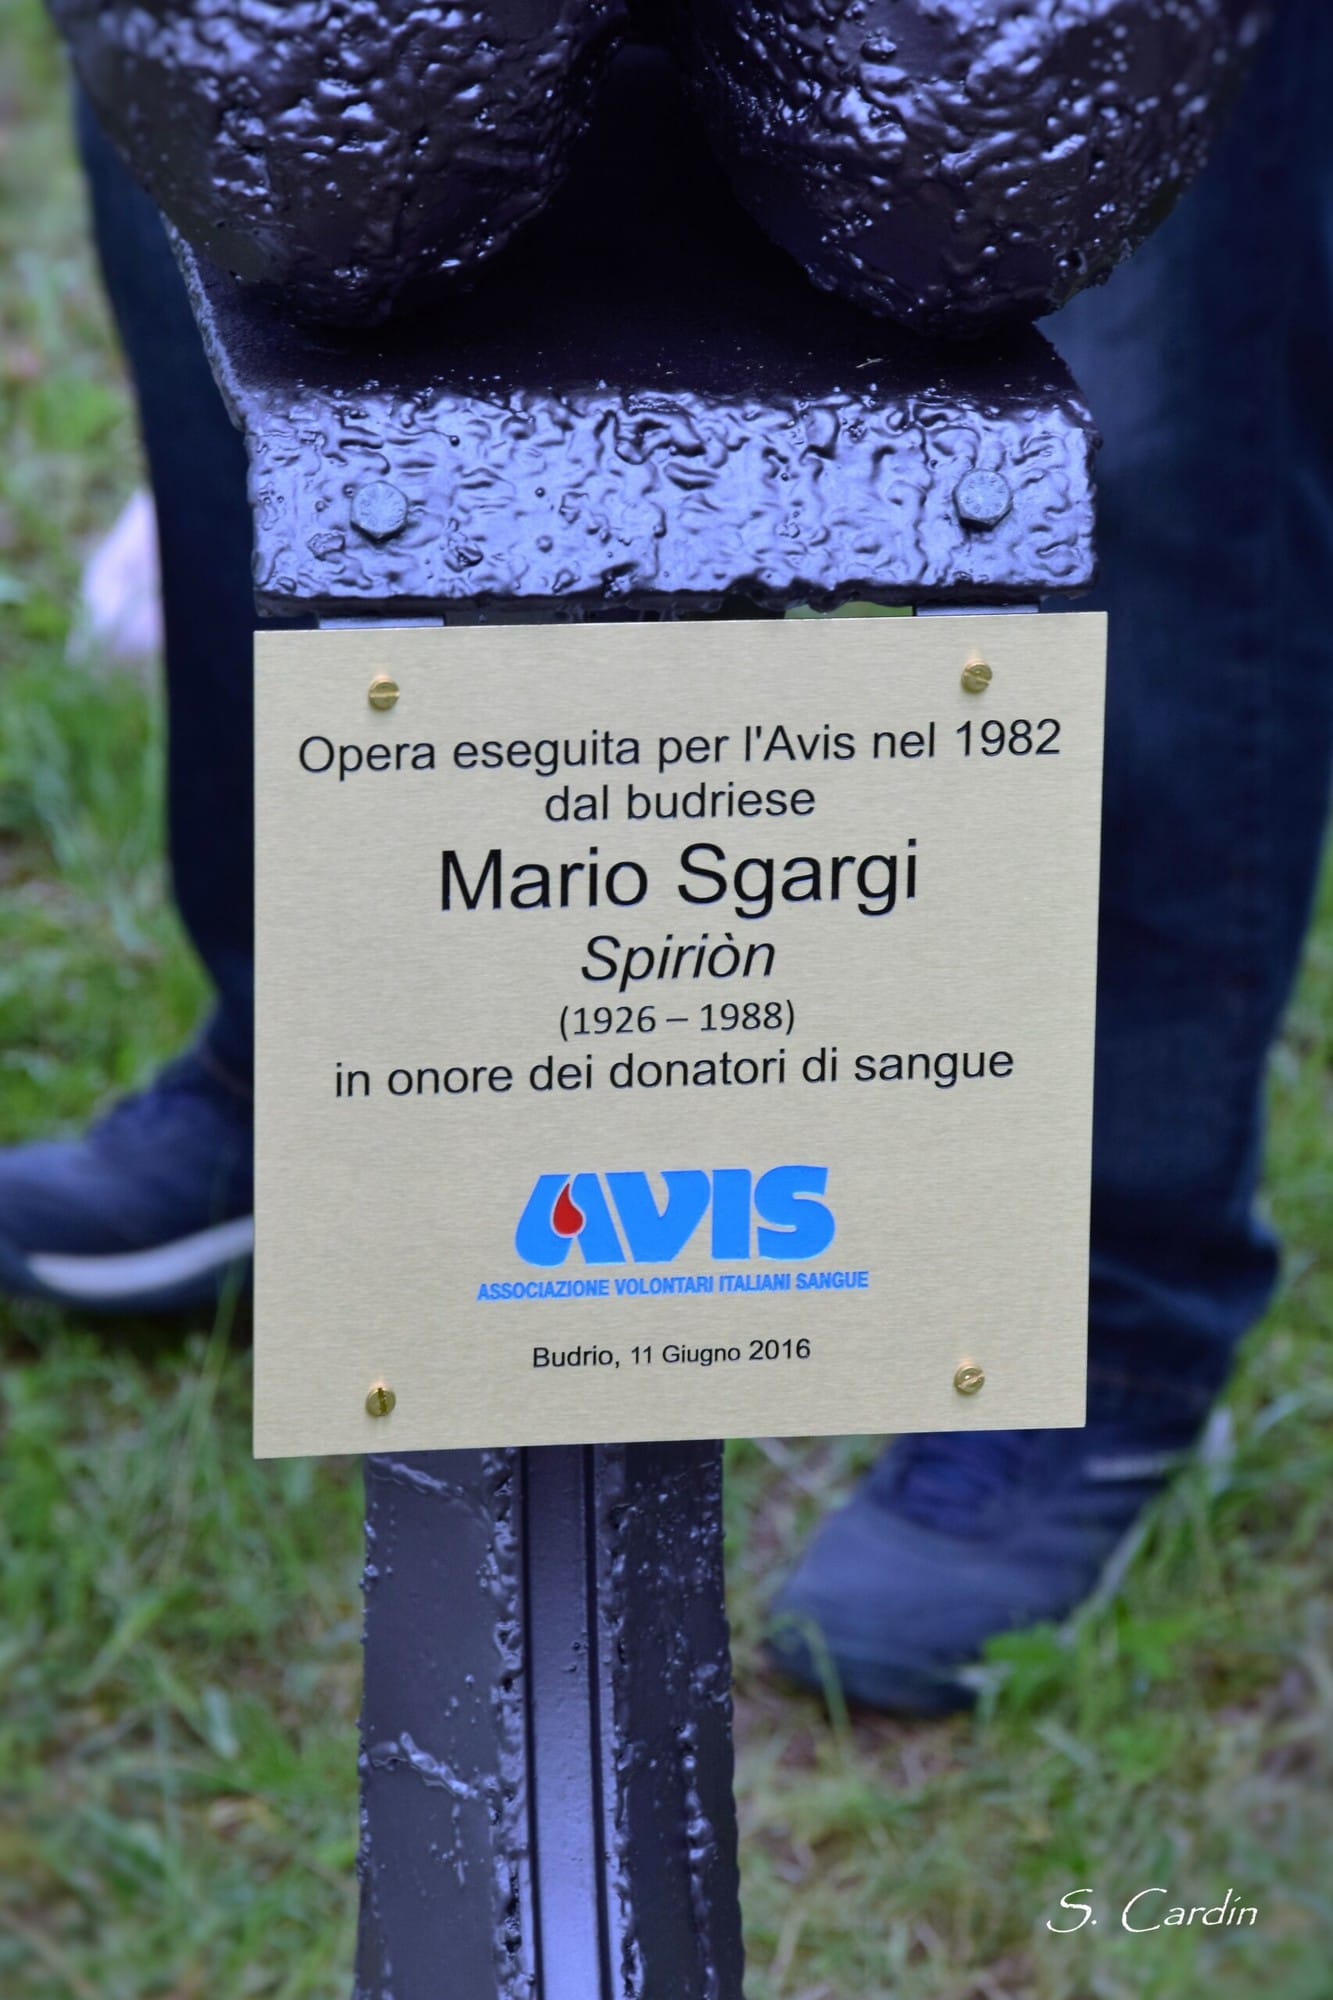 Opera eseguita per l'Avis nel 1982
dal budriese
Mario Sgargi
Spiriòn
(1926 – 1988)
in onore dei donatori di sangue
AVIS
ASSOCIAZIONE VOLONTARI ITALIANI SANGUE
Budrio, 11 Giugno 2016
S. Cardin